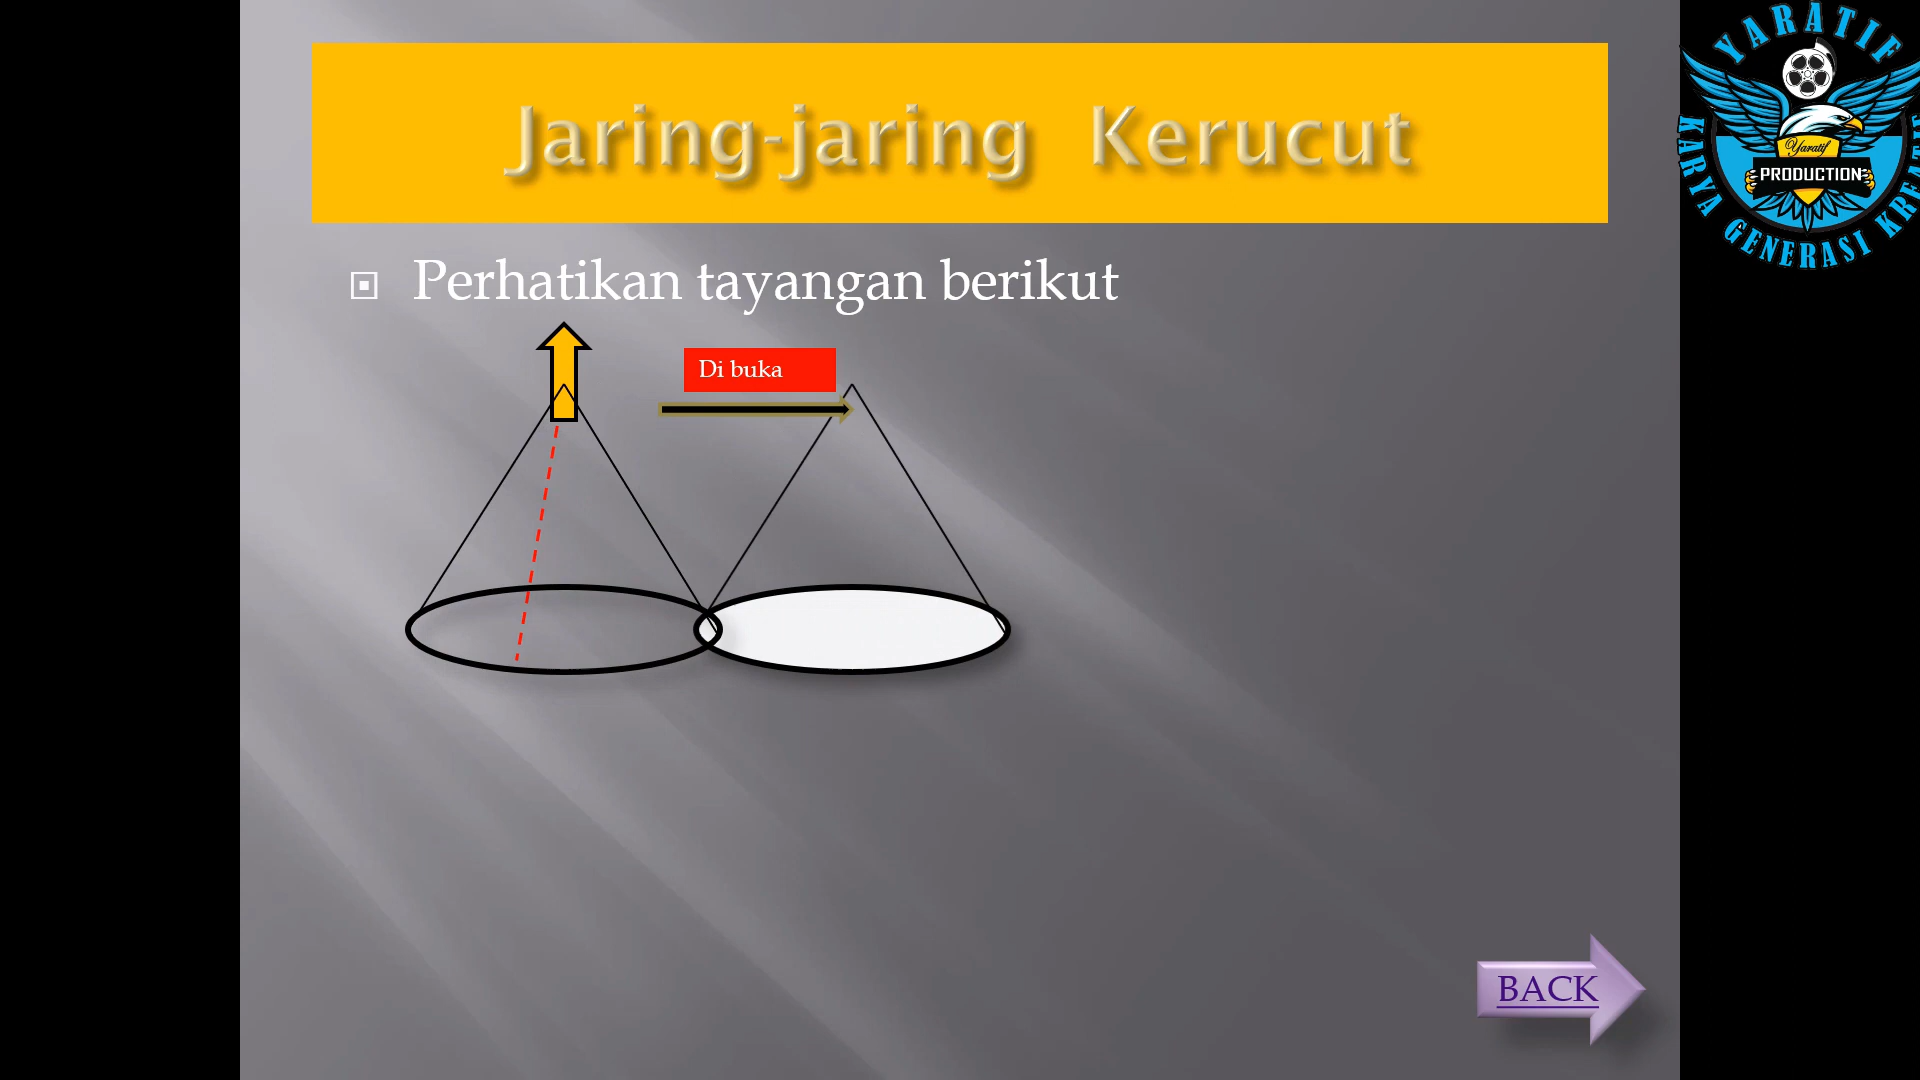 Jaring-jaring Kerucut
Perhatikan tayangan berikut
Di buka
BACK
YARATIF
Yaratif
PRODUCTION
KARYA GENERASI